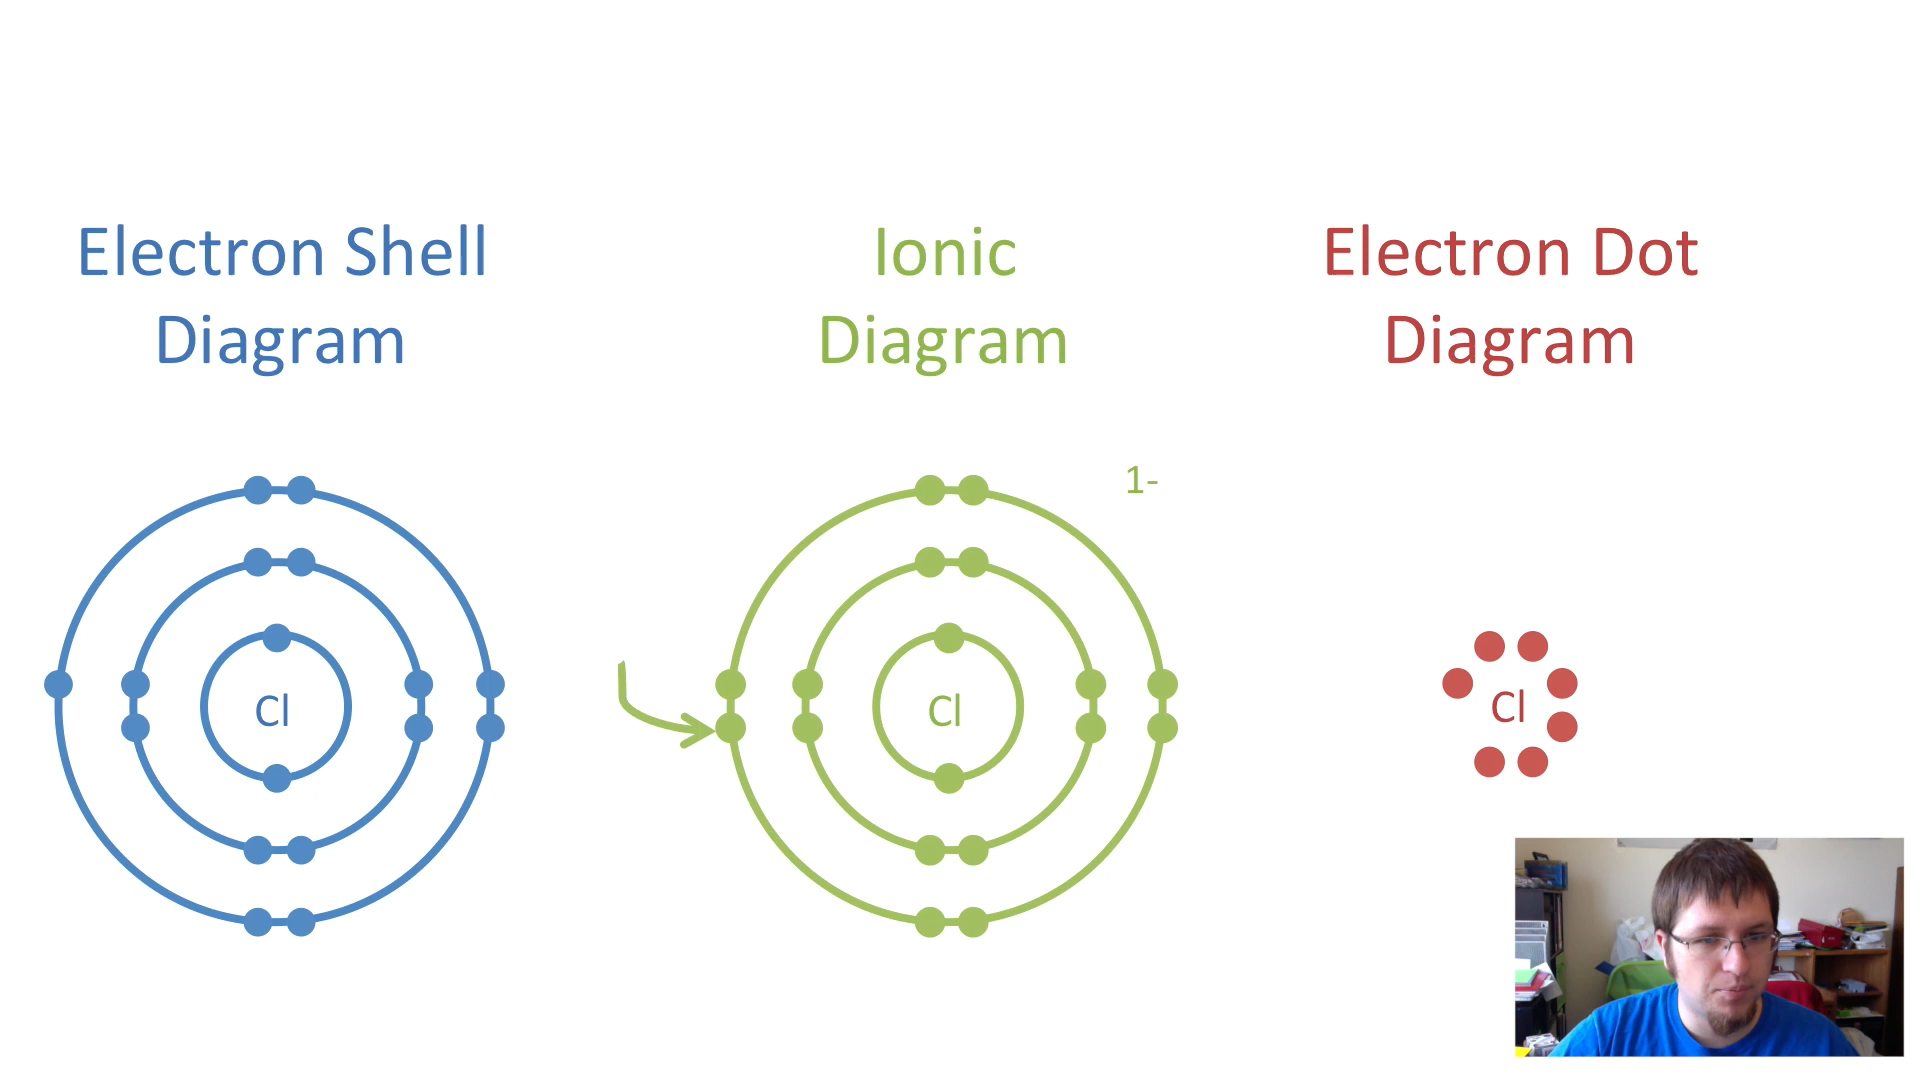 Electron Shell
Diagram
Ionic
Diagram
Electron Dot
Diagram
1-
Cl
Cl
Cl